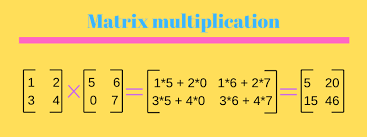 Matrix multiplication
1 2 × 5 6 = 1*5 + 2*0 1*6 + 2*7 = 5 20
3 4 0 7 3*5 + 4*0 3*6 + 4*7 15 46